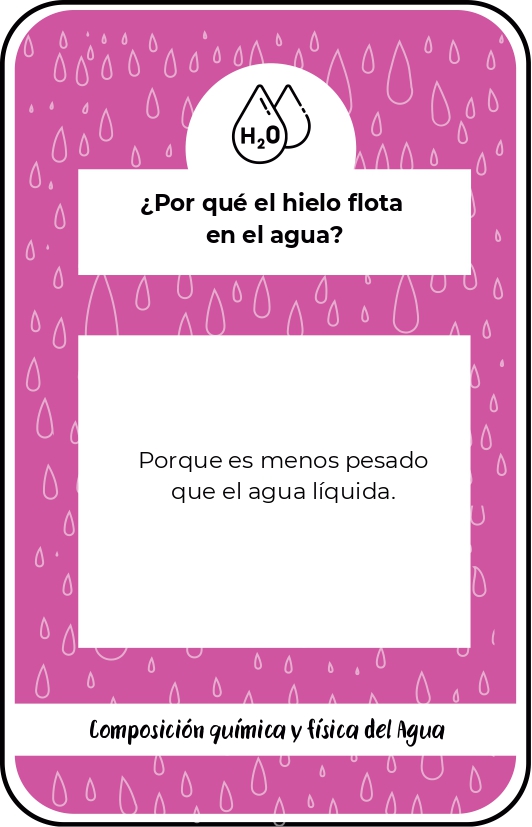 H₂O
¿Por qué el hielo flota
en el agua?
Porque es menos pesado
que el agua líquida.
Composición química y física del Agua